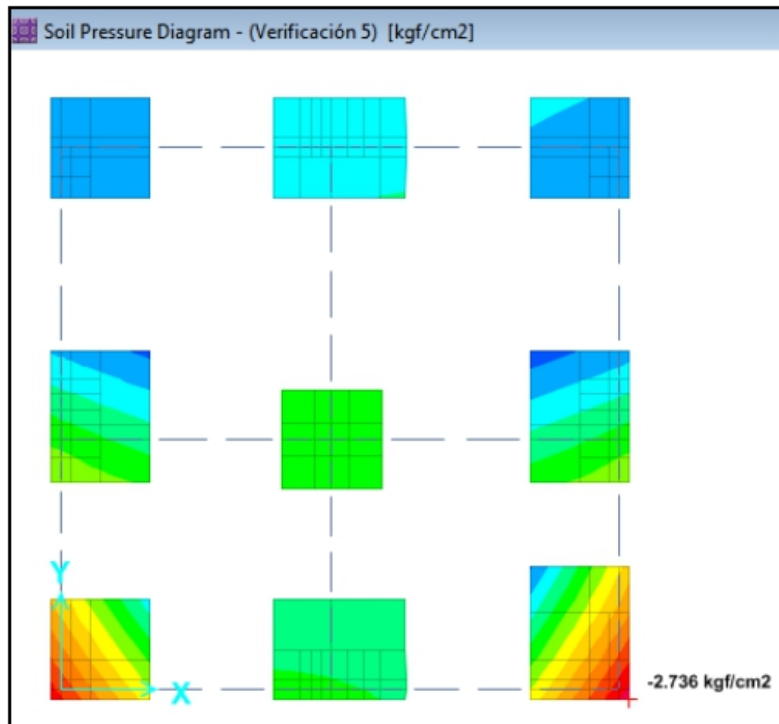 Soil Pressure Diagram - (Verificación 5) [kgf/cm2]
Y
X
-2.736 kgf/cm2